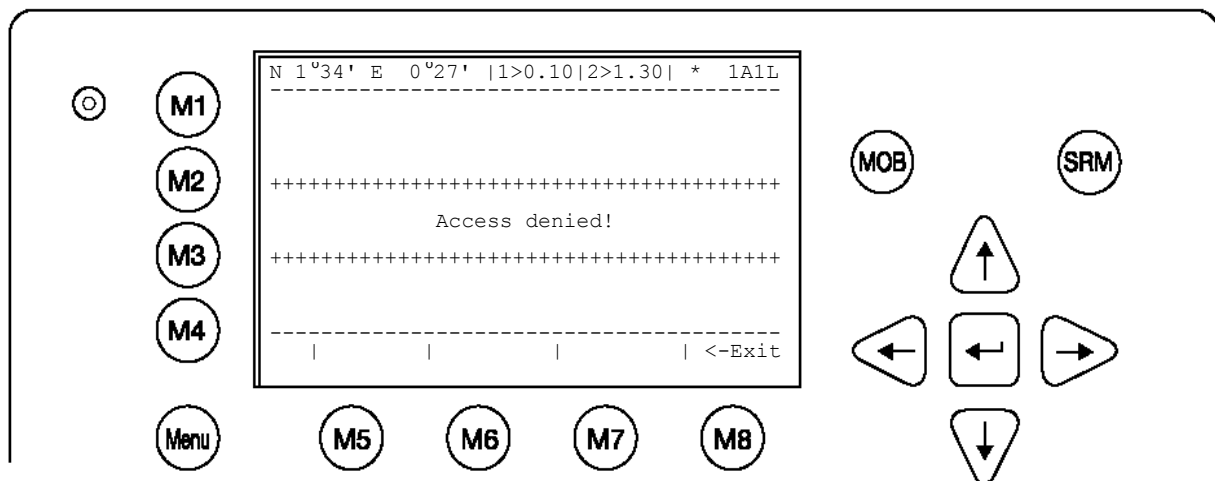 N 1°34' E 0°27' |1>0.10|2>1.30| * 1A1L
----------------------------------------
++++++++++++++++++++++++++++++++++++++++
Access denied!
++++++++++++++++++++++++++++++++++++++++
----------------------------------------
| | | | <-Exit
M1
M2
M3
M4
Menu
M5 M6 M7 M8
MOB SRM